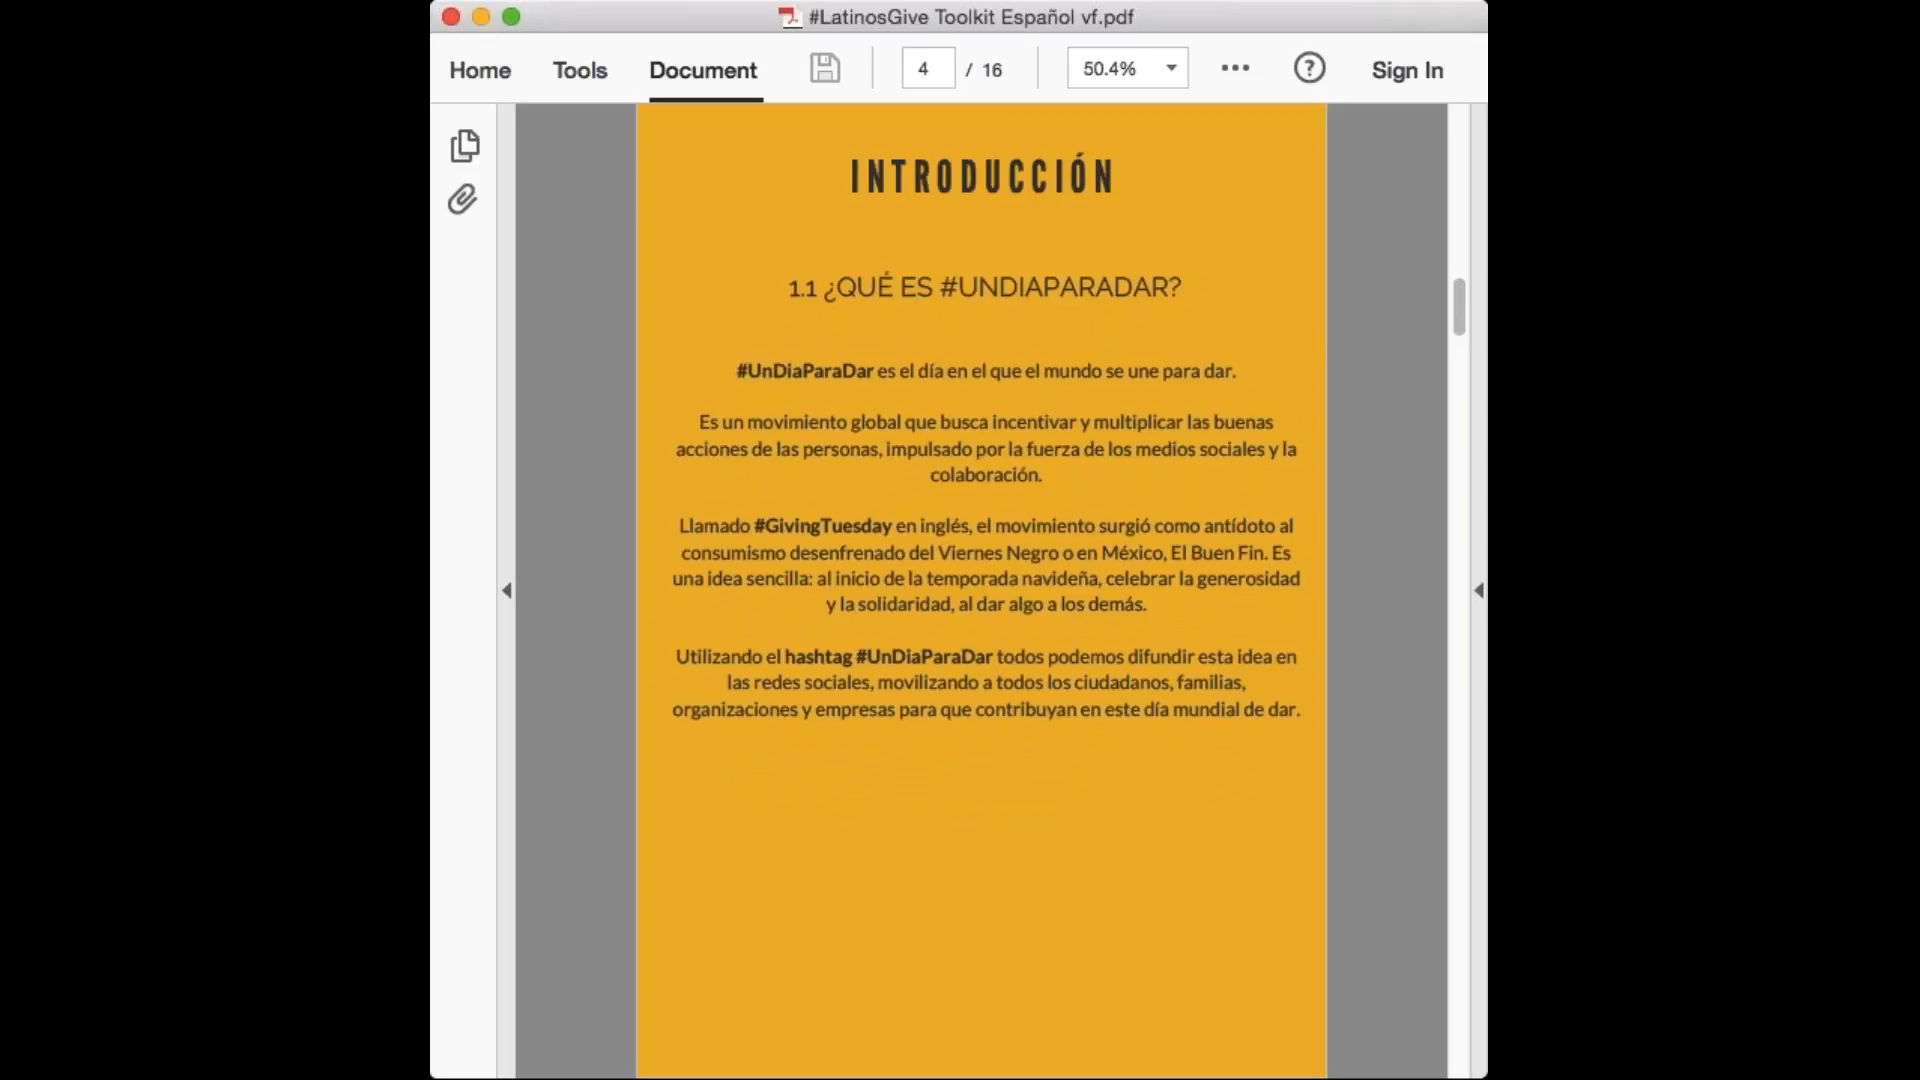 #LatinosGive Toolkit Español vf.pdf
Home Tools Document 4 / 16 50.4% ••• ? Sign In
INTRODUCCIÓN
1.1 ¿QUÉ ES #UNDIAPARADAR?
#UnDiaParaDar es el día en el que el mundo se une para dar.
Es un movimiento global que busca incentivar y multiplicar las buenas
acciones de las personas, impulsado por la fuerza de los medios sociales y la
colaboración.
Llamado #GivingTuesday en inglés, el movimiento surgió como antídoto al
consumismo desenfrenado del Viernes Negro o en México, El Buen Fin. Es
una idea sencilla: al inicio de la temporada navideña, celebrar la generosidad
y la solidaridad, al dar algo a los demás.
Utilizando el hashtag #UnDiaParaDar todos podemos difundir esta idea en
las redes sociales, movilizando a todos los ciudadanos, familias,
organizaciones y empresas para que contribuyan en este día mundial de dar.